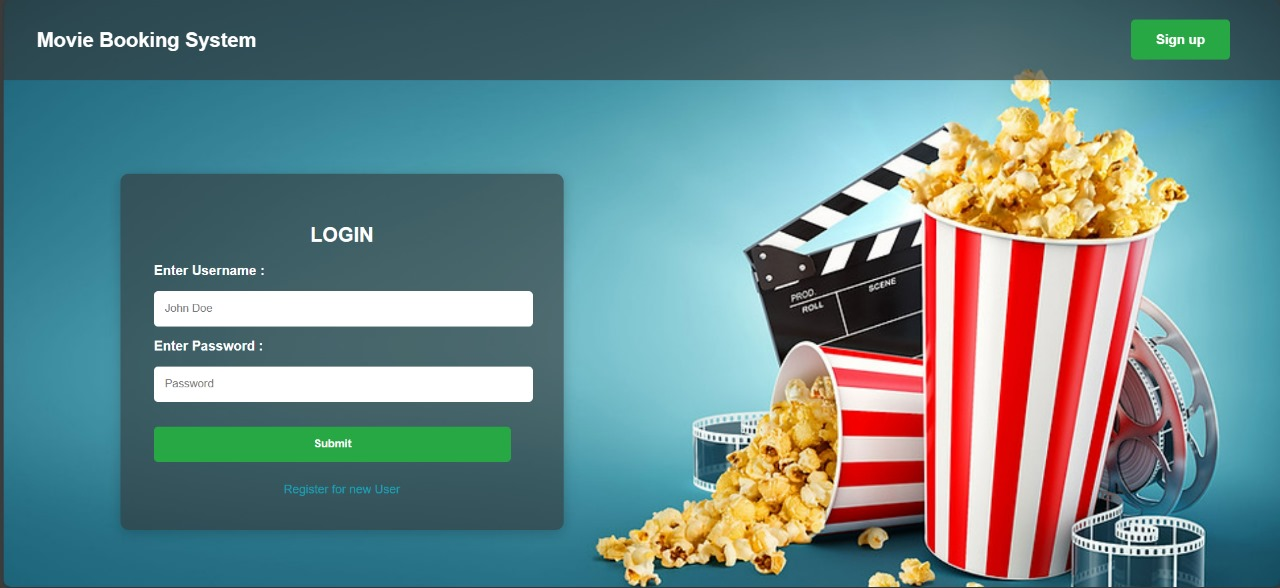 Movie Booking System
Sign up
LOGIN
Enter Username :
John Doe
Enter Password :
Password
Submit
Register for new User
PROD.
ROLL
SCENE